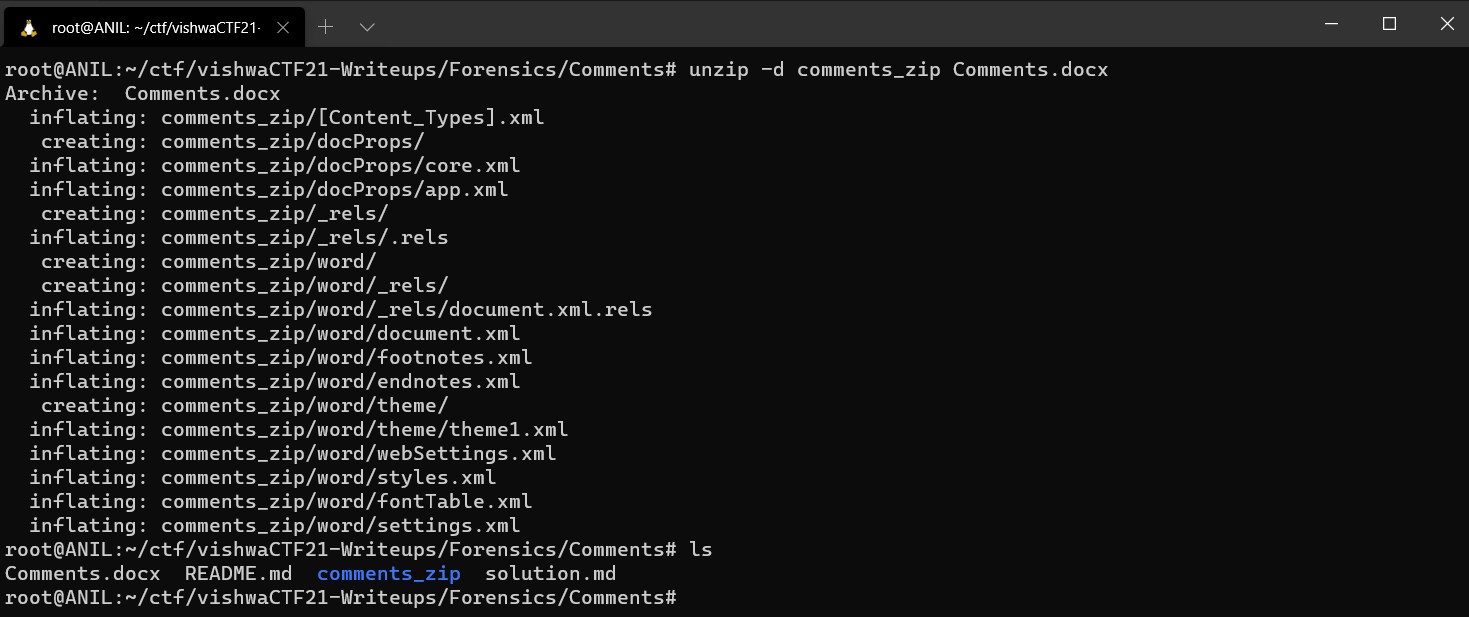 root@ANIL: ~/ctf/vishwaCTF21-
root@ANIL:~/ctf/vishwaCTF21-Writeups/Forensics/Comments# unzip -d comments_zip Comments.docx
Archive:  Comments.docx
  inflating: comments_zip/[Content_Types].xml
   creating: comments_zip/docProps/
  inflating: comments_zip/docProps/core.xml
  inflating: comments_zip/docProps/app.xml
   creating: comments_zip/_rels/
  inflating: comments_zip/_rels/.rels
   creating: comments_zip/word/
   creating: comments_zip/word/_rels/
  inflating: comments_zip/word/_rels/document.xml.rels
  inflating: comments_zip/word/document.xml
  inflating: comments_zip/word/footnotes.xml
  inflating: comments_zip/word/endnotes.xml
   creating: comments_zip/word/theme/
  inflating: comments_zip/word/theme/theme1.xml
  inflating: comments_zip/word/webSettings.xml
  inflating: comments_zip/word/styles.xml
  inflating: comments_zip/word/fontTable.xml
  inflating: comments_zip/word/settings.xml
root@ANIL:~/ctf/vishwaCTF21-Writeups/Forensics/Comments# ls
Comments.docx  README.md  comments_zip  solution.md
root@ANIL:~/ctf/vishwaCTF21-Writeups/Forensics/Comments#